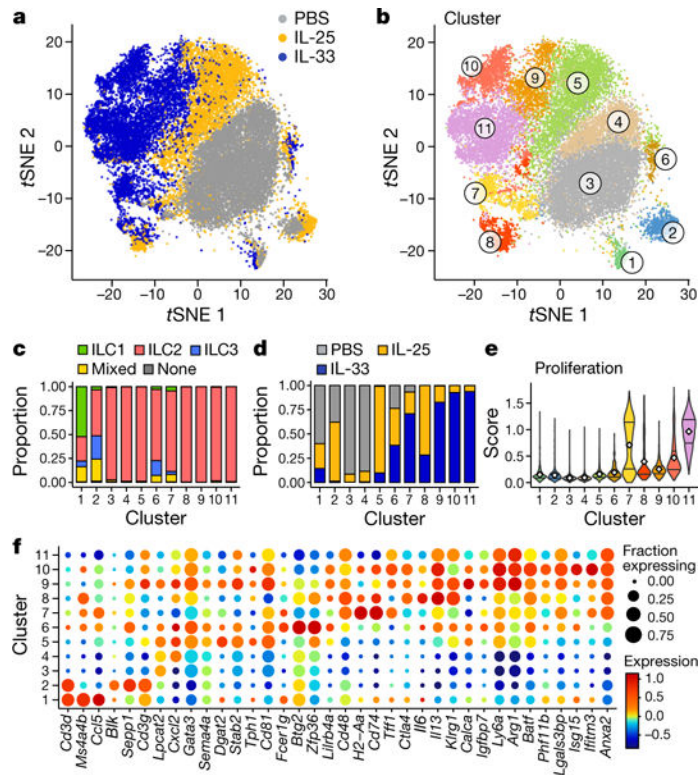 a
PBS
IL-25
IL-33
tSNE 2
20
10
0
−10
−20
−20 −10 0 10 20 30
tSNE 1
b
Cluster
10
9
5
11
4
6
3
7
2
8
1
tSNE 2
20
10
0
−10
−20
−20 −10 0 10 20 30
tSNE 1
c
ILC1 ILC2 ILC3
Mixed None
Proportion
1.00
0.75
0.50
0.25
0.00
1 2 3 4 5 6 7 8 9 10 11
Cluster
d
PBS IL-25
IL-33
Proportion
1.00
0.75
0.50
0.25
0.00
1 2 3 4 5 6 7 8 9 10 11
Cluster
e
Proliferation
Score
1.5
1.0
0.5
0
1 2 3 4 5 6 7 8 9 10 11
Cluster
f
Cluster
11
10
9
8
7
6
5
4
3
2
1
Cd3d
Ms4a4b
Ccl5
Blk
Sepp1
Cd3g
Lpcat2
Cxcl2
Gata3
Sema4a
Dgat2
Stab2
Tph1
Cd81
Fcer1g
Btg2
Zfp36
Lilrb4a
Cd48
H2-Aa
Cd74
Tff1
Ctla4
Il6
Il13
Klrg1
Calca
Igfbp7
Ly6a
Arg1
Batf
Phf11b
Lgals3bp
Isg15
Ifitm3
Anxa2
Fraction
expressing
0.00
0.25
0.50
0.75
Expression
1.0
0.5
0
−0.5